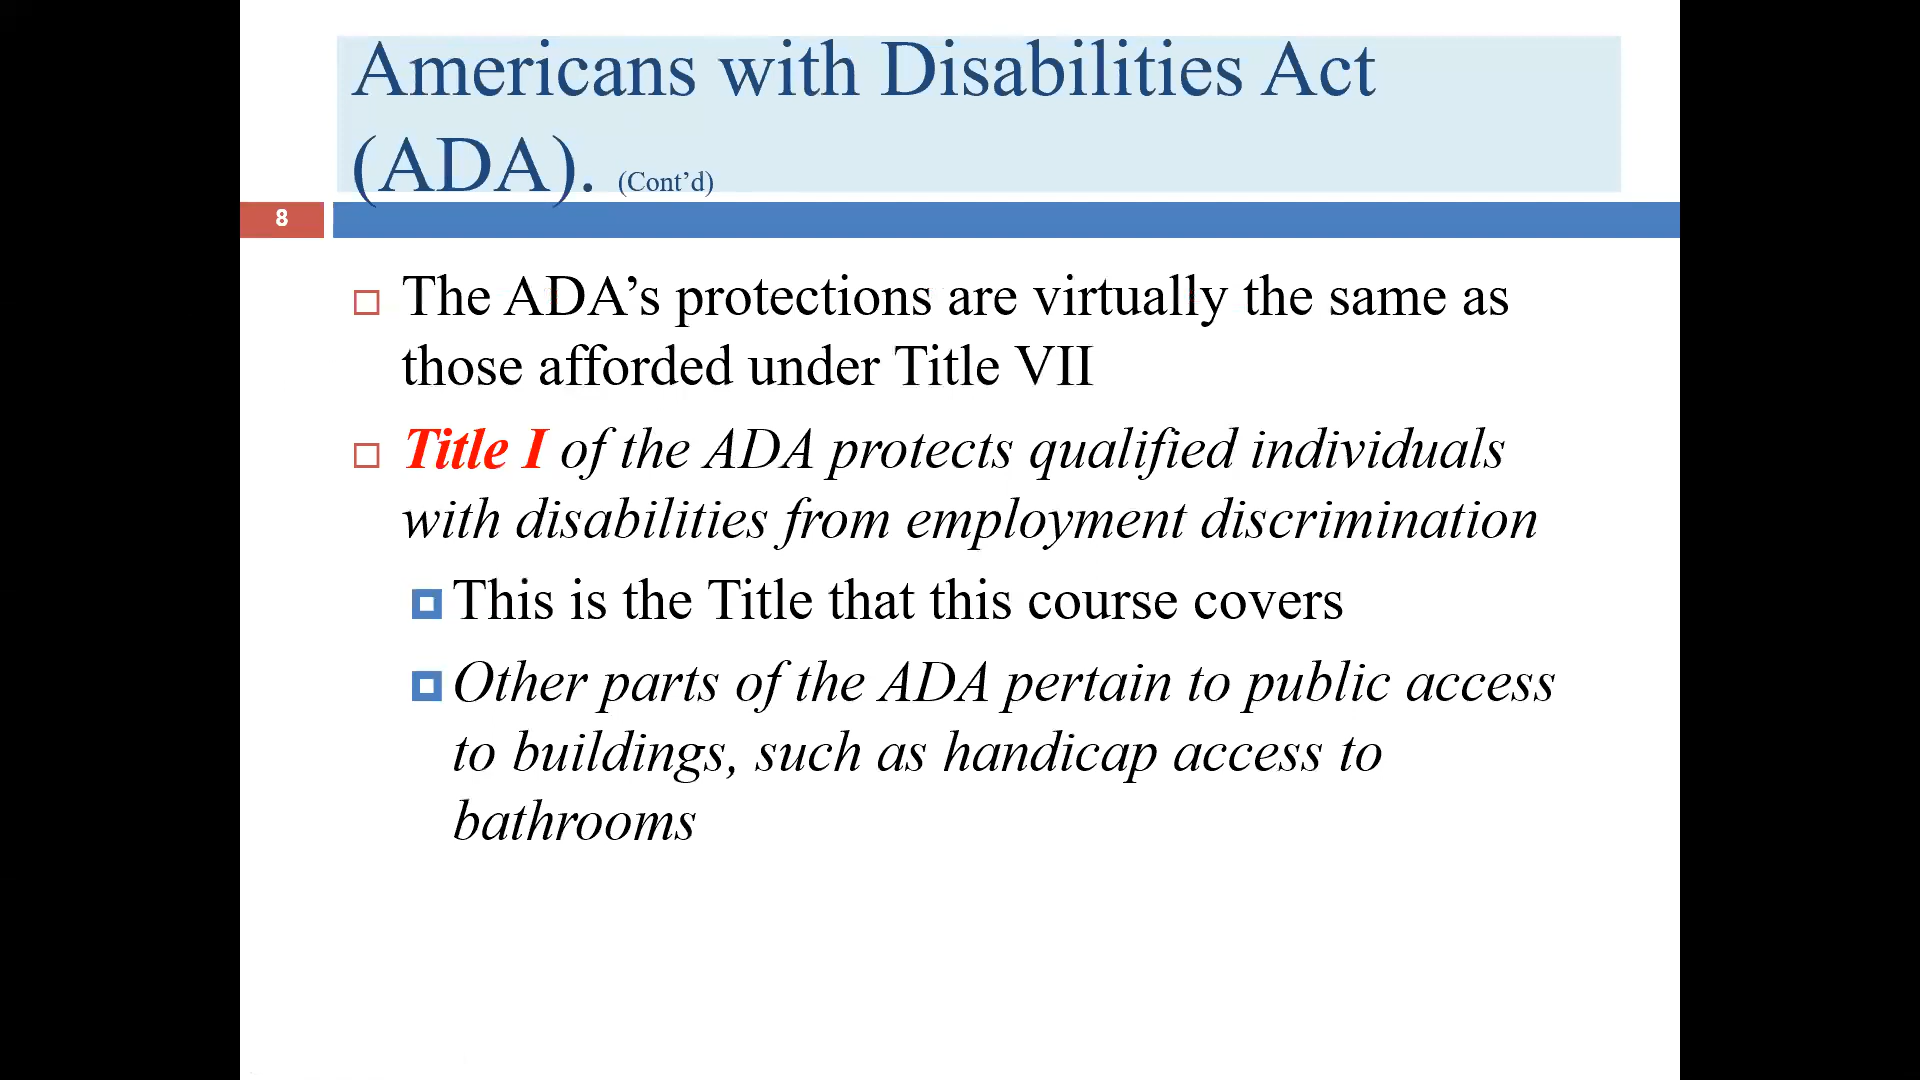 Americans with Disabilities Act
(ADA). (Cont’d)
8
The ADA’s protections are virtually the same as
those afforded under Title VII
Title I of the ADA protects qualified individuals
with disabilities from employment discrimination
This is the Title that this course covers
Other parts of the ADA pertain to public access
to buildings, such as handicap access to
bathrooms